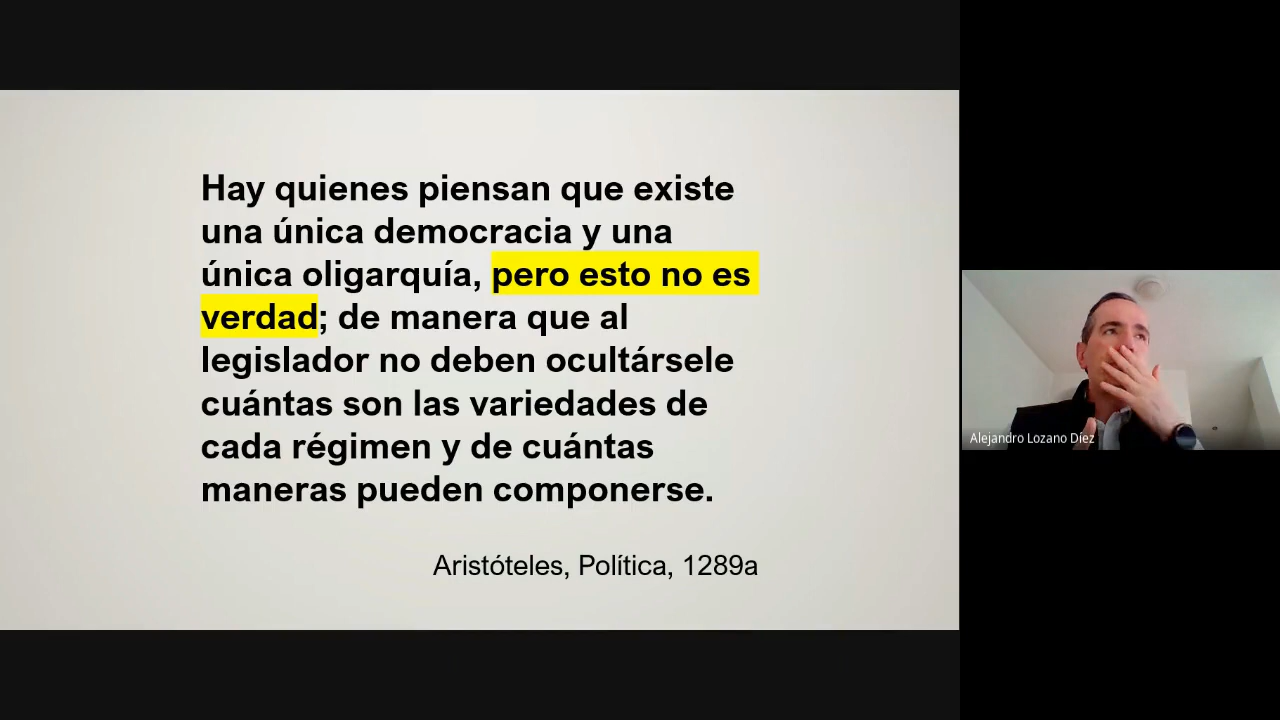 Hay quienes piensan que existe
una única democracia y una
única oligarquía, pero esto no es
verdad; de manera que al
legislador no deben ocultársele
cuántas son las variedades de
cada régimen y de cuántas
maneras pueden componerse.
Aristóteles, Política, 1289a
Alejandro Lozano Díez